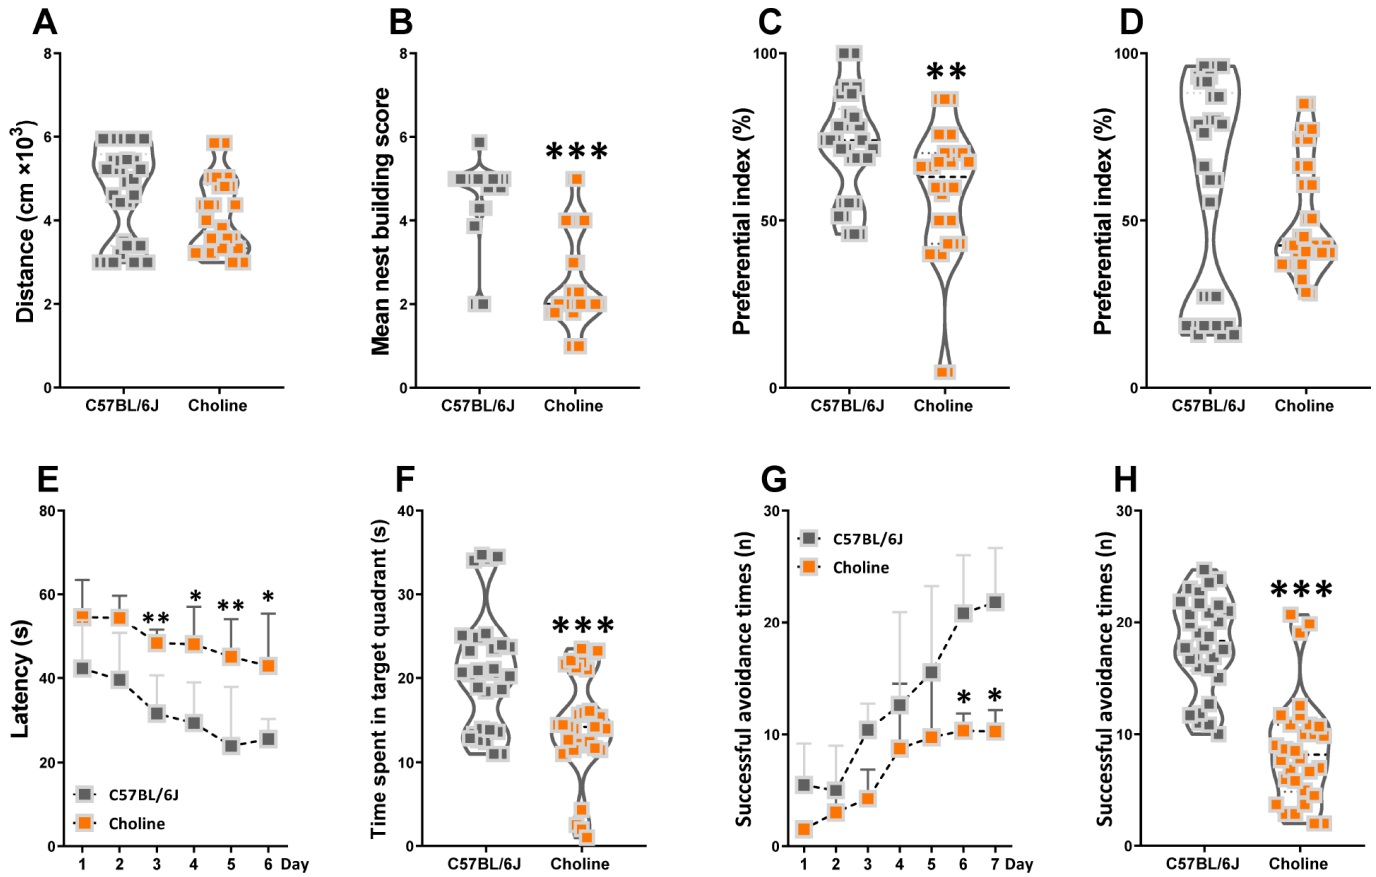 A
B
C
D
Distance (cm ×10³)
8
6
4
2
0
C57BL/6J
Choline
Mean nest building score
8
6
4
2
0
***
C57BL/6J
Choline
Preferential index (%)
100
50
0
**
C57BL/6J
Choline
Preferential index (%)
100
50
0
C57BL/6J
Choline
E
F
G
H
Latency (s)
80
60
40
20
0
**
*
**
*
C57BL/6J
Choline
1 2 3 4 5 6 Day
Time spent in target quadrant (s)
40
30
20
10
0
***
C57BL/6J
Choline
Successful avoidance times (n)
30
20
10
0
C57BL/6J
Choline
*
*
1 2 3 4 5 6 7 Day
Successful avoidance times (n)
30
20
10
0
***
C57BL/6J
Choline